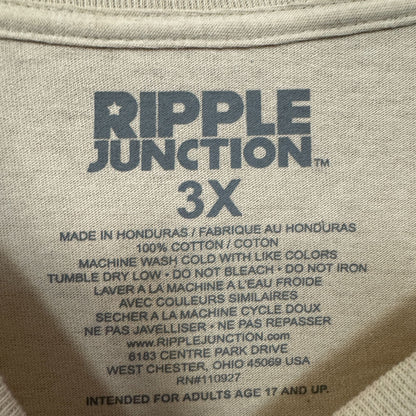 RIPPLE
JUNCTION™
3X
MADE IN HONDURAS / FABRIQUE AU HONDURAS
100% COTTON / COTON
MACHINE WASH COLD WITH LIKE COLORS
TUMBLE DRY LOW • DO NOT BLEACH • DO NOT IRON
LAVER A LA MACHINE A L'EAU FROIDE
AVEC COULEURS SIMILAIRES
SECHER A LA MACHINE CYCLE DOUX
NE PAS JAVELLISER • NE PAS REPASSER
WWW.RIPPLEJUNCTION.COM
6183 CENTRE PARK DRIVE
WEST CHESTER, OHIO 45069 USA
RN#110927
INTENDED FOR ADULTS AGE 17 AND UP.